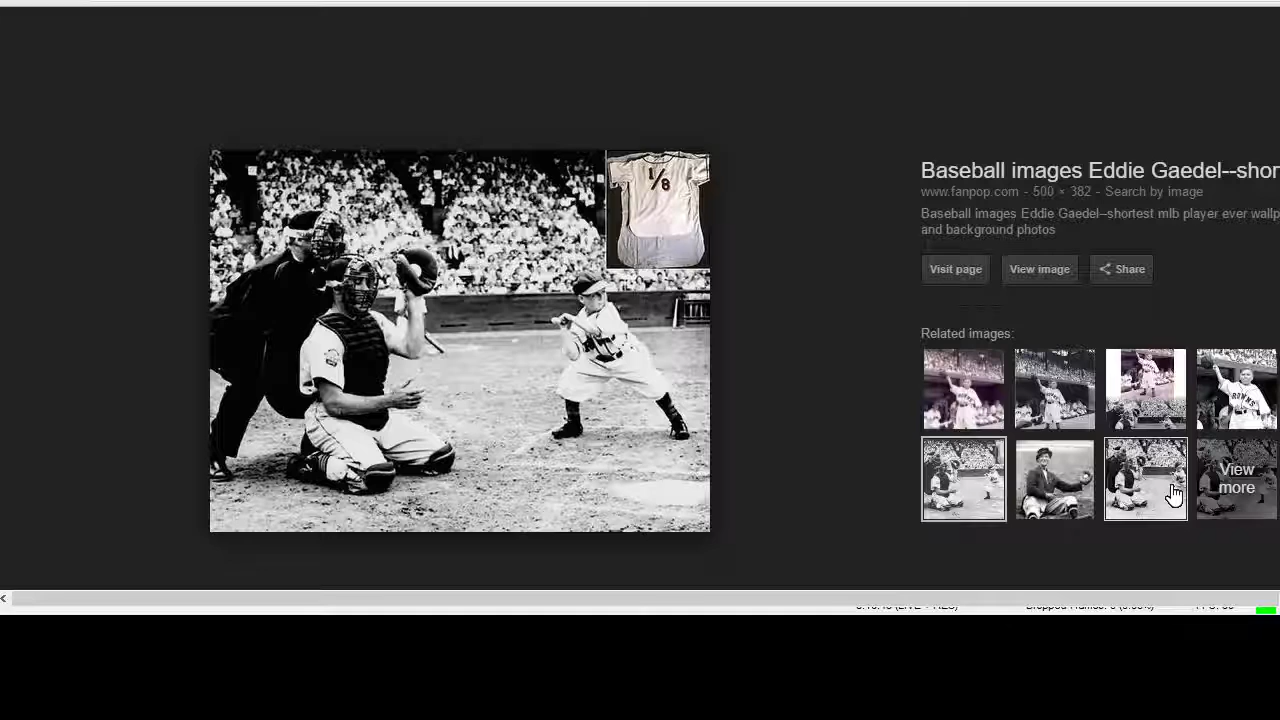 1/8
Baseball images Eddie Gaedel--shor
www.fanpop.com - 500 × 382 - Search by image
Baseball images Eddie Gaedel--shortest mlb player ever wallp
and background photos
Visit page
View image
Share
Related images:
BROWNS
View
more